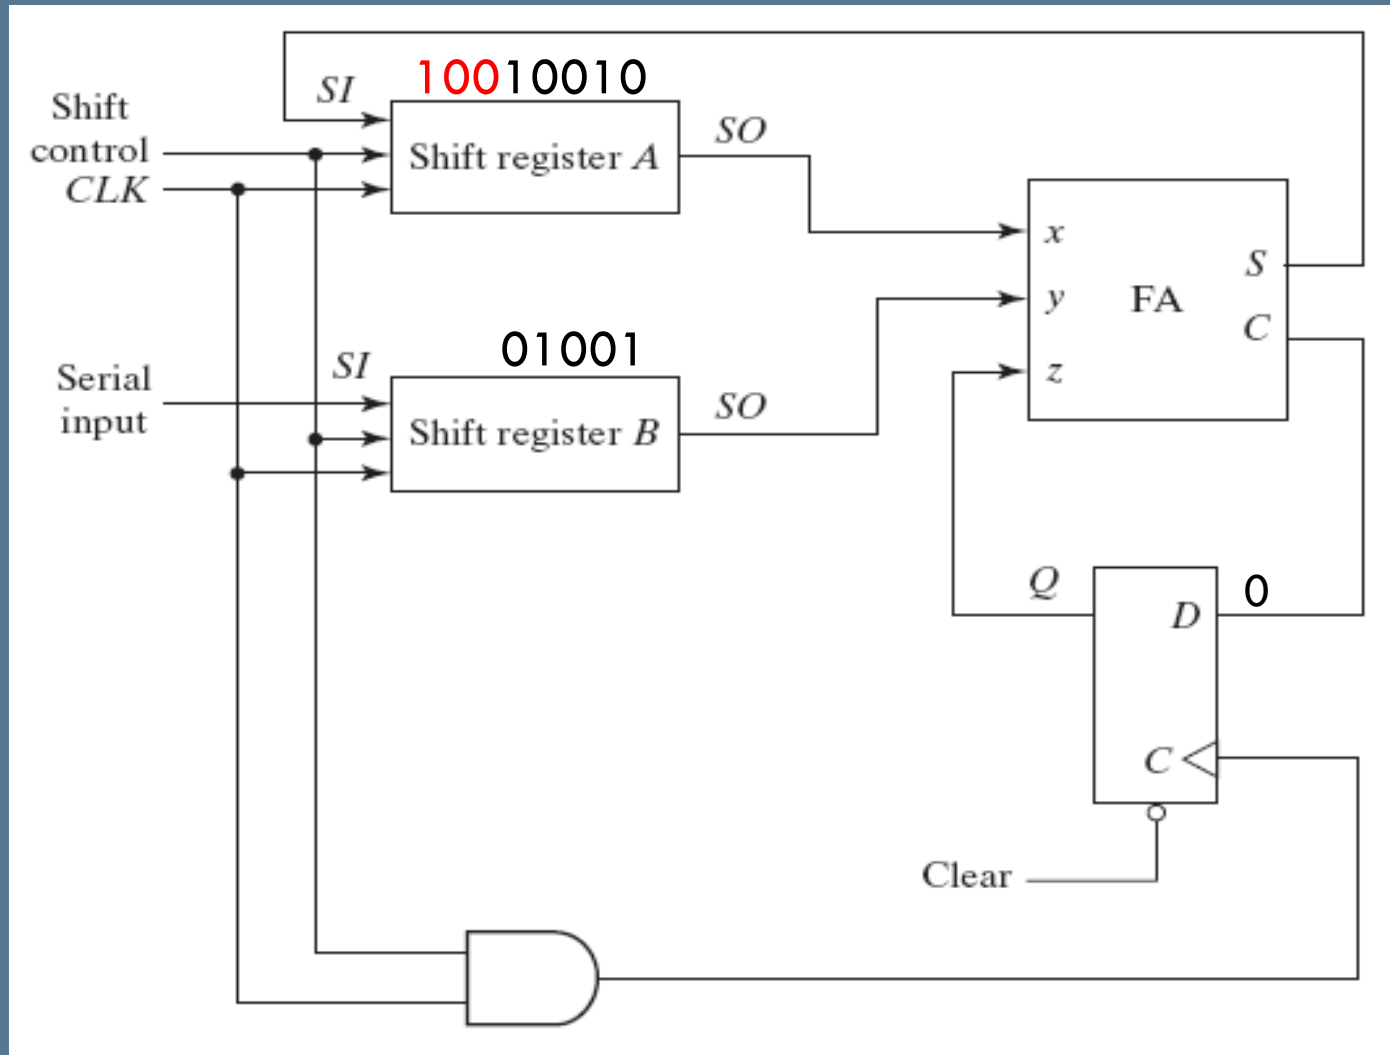 10010010
SI
Shift
control
CLK
Shift register A
SO
x
y
z
FA
S
C
01001
SI
Serial
input
Shift register B
SO
Q
D
0
C
Clear